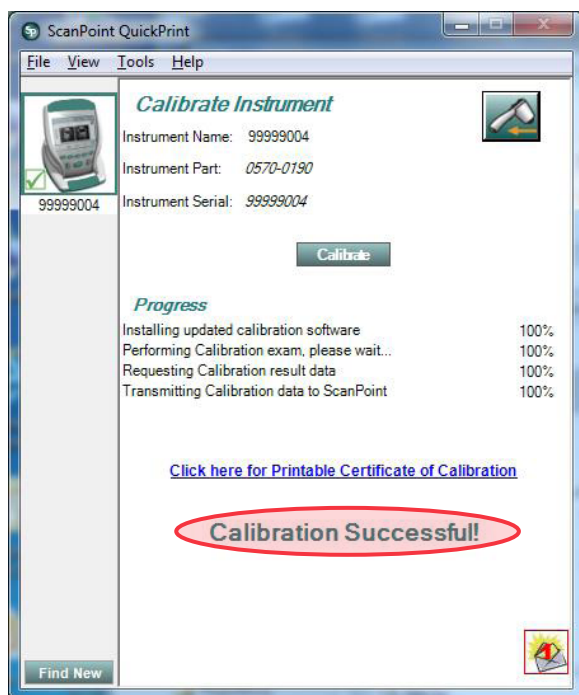 ScanPoint QuickPrint
File View Tools Help
Calibrate Instrument
Instrument Name: 99999004
Instrument Part: 0570-0190
99999004
Instrument Serial: 99999004
Calibrate
Progress
Installing updated calibration software 100%
Performing Calibration exam, please wait... 100%
Requesting Calibration result data 100%
Transmitting Calibration data to ScanPoint 100%
Click here for Printable Certificate of Calibration
Calibration Successful!
Find New